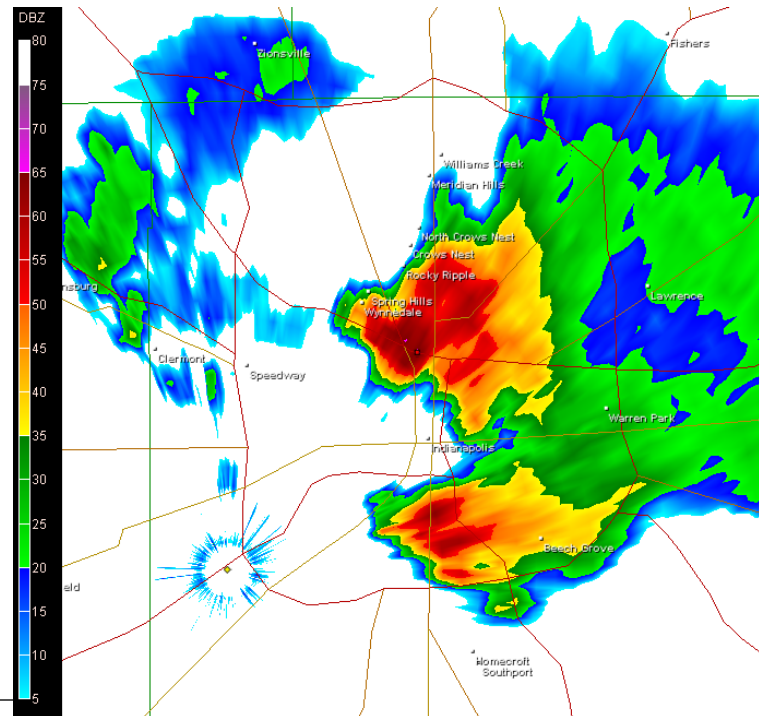 DBZ
80
75
70
65
60
55
50
45
40
35
30
25
20
15
10
5
Zionsville
Fishers
Williams Creek
Meridian Hills
North Crows Nest
Crows Nest
Rocky Ripple
nsburg
Spring Hills
Wynnedale
Lawrence
Clermont
Speedway
Warren Park
Indianapolis
Beech Grove
eld
Homecroft
Southport